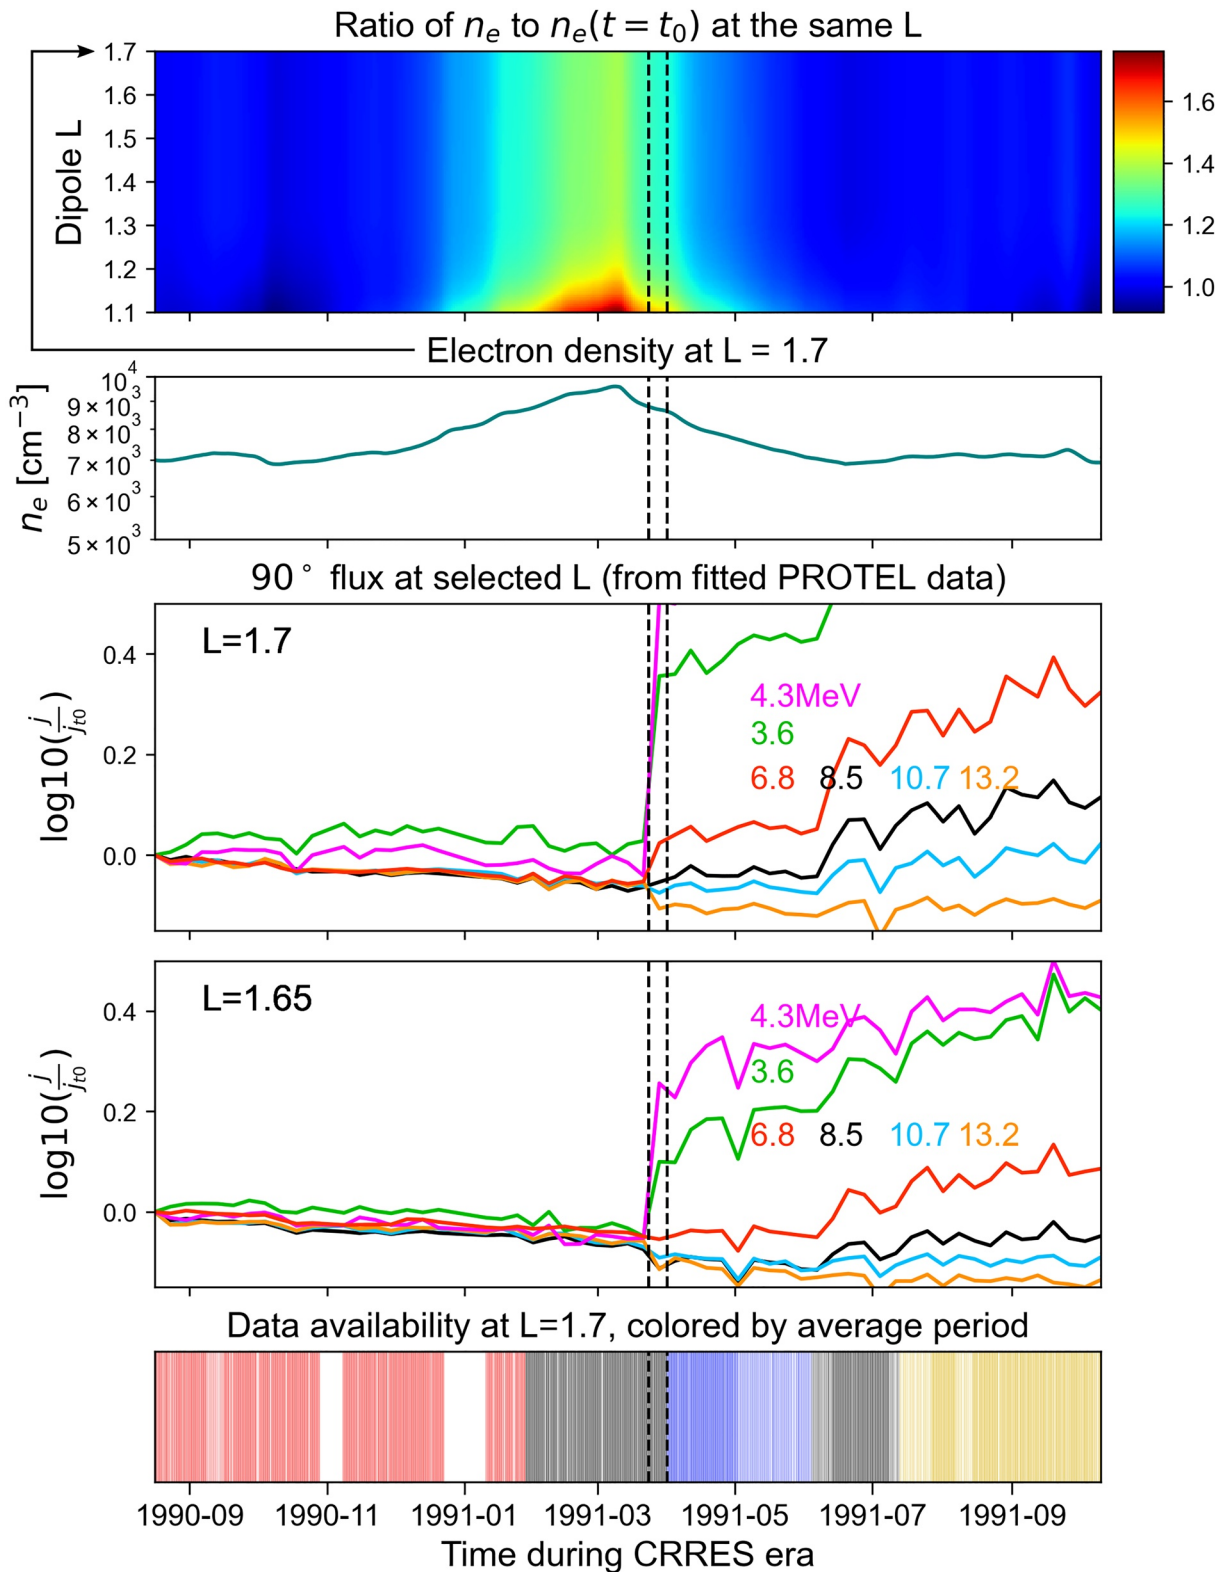 Ratio of n_e to n_e(t = t_0) at the same L
Dipole L
1.7
1.6
1.5
1.4
1.3
1.2
1.1
1.6
1.4
1.2
1.0
Electron density at L = 1.7
n_e [cm^−3]
10^4
9 × 10^3
8 × 10^3
7 × 10^3
6 × 10^3
5 × 10^3
90° flux at selected L (from fitted PROTEL data)
log10(j/j_t0)
0.4
0.2
0.0
L=1.7
4.3MeV
3.6
6.8 8.5 10.7 13.2
log10(j/j_t0)
0.4
0.2
0.0
L=1.65
4.3MeV
3.6
6.8 8.5 10.7 13.2
Data availability at L=1.7, colored by average period
1990-09 1990-11 1991-01 1991-03 1991-05 1991-07 1991-09
Time during CRRES era